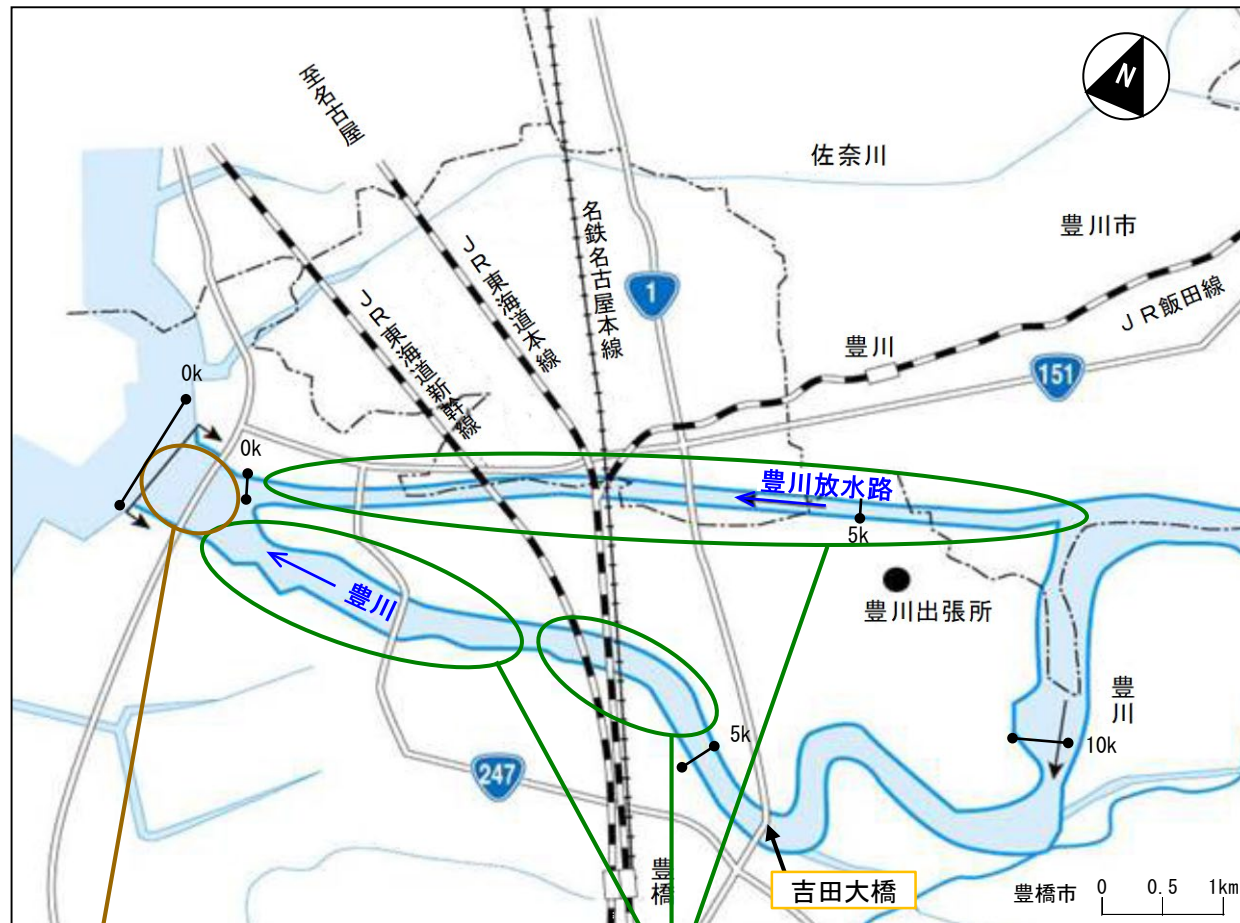 N
至名古屋
佐奈川
豊川市
名鉄名古屋本線
JR東海道本線
1
JR東海道新幹線
JR飯田線
豊川
151
0k
0k
豊川放水路
5k
豊川
豊川出張所
豊川
5k
10k
247
豊橋
吉田大橋
豊橋市
0 0.5 1km